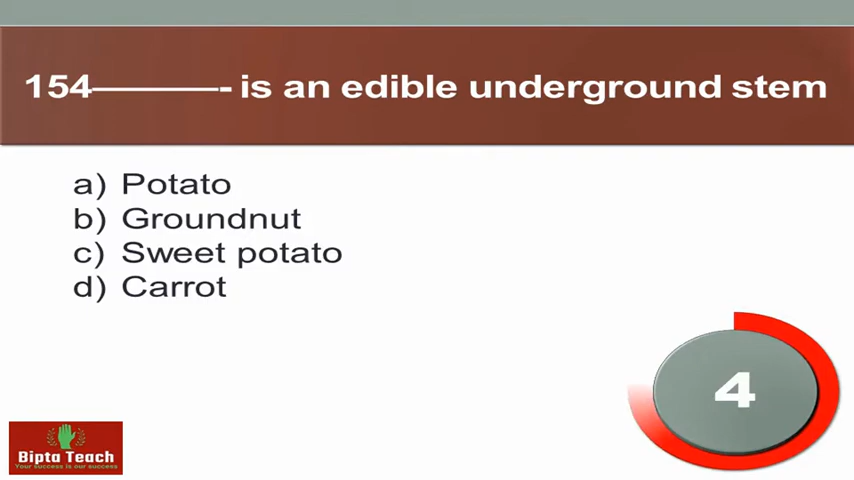 154————- is an edible underground stem
a) Potato
b) Groundnut
c) Sweet potato
d) Carrot
4
Bipta Teach
Your success is our success